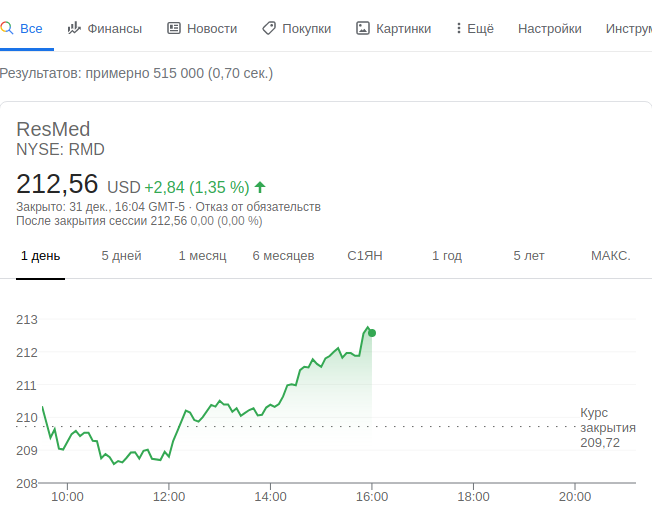 Все Финансы Новости Покупки Картинки Ещё Настройки Инструм
Результатов: примерно 515 000 (0,70 сек.)
ResMed
NYSE: RMD
212,56 USD +2,84 (1,35 %)
Закрыто: 31 дек., 16:04 GMT-5 · Отказ от обязательств
После закрытия сессии 212,56 0,00 (0,00 %)
1 день 5 дней 1 месяц 6 месяцев С1ЯН 1 год 5 лет МАКС.
213
212
211
210
209
208
Курс
закрытия
209,72
10:00 12:00 14:00 16:00 18:00 20:00